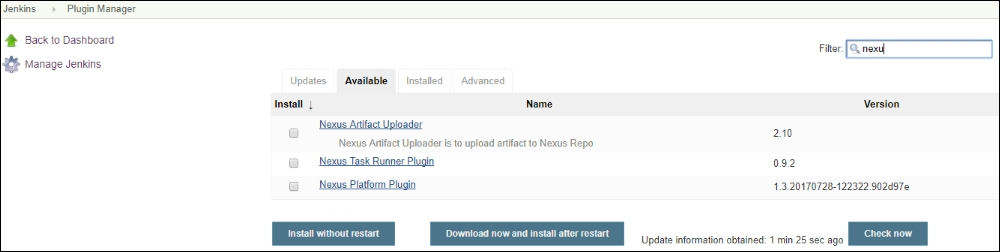 Jenkins Plugin Manager
Back to Dashboard
Manage Jenkins
Filter: nexu
Updates Available Installed Advanced
Install ↓ Name Version
Nexus Artifact Uploader 2.10
Nexus Artifact Uploader is to upload artifact to Nexus Repo
Nexus Task Runner Plugin 0.9.2
Nexus Platform Plugin 1.3.20170728-122322.902d97e
Install without restart Download now and install after restart Update information obtained: 1 min 25 sec ago Check now